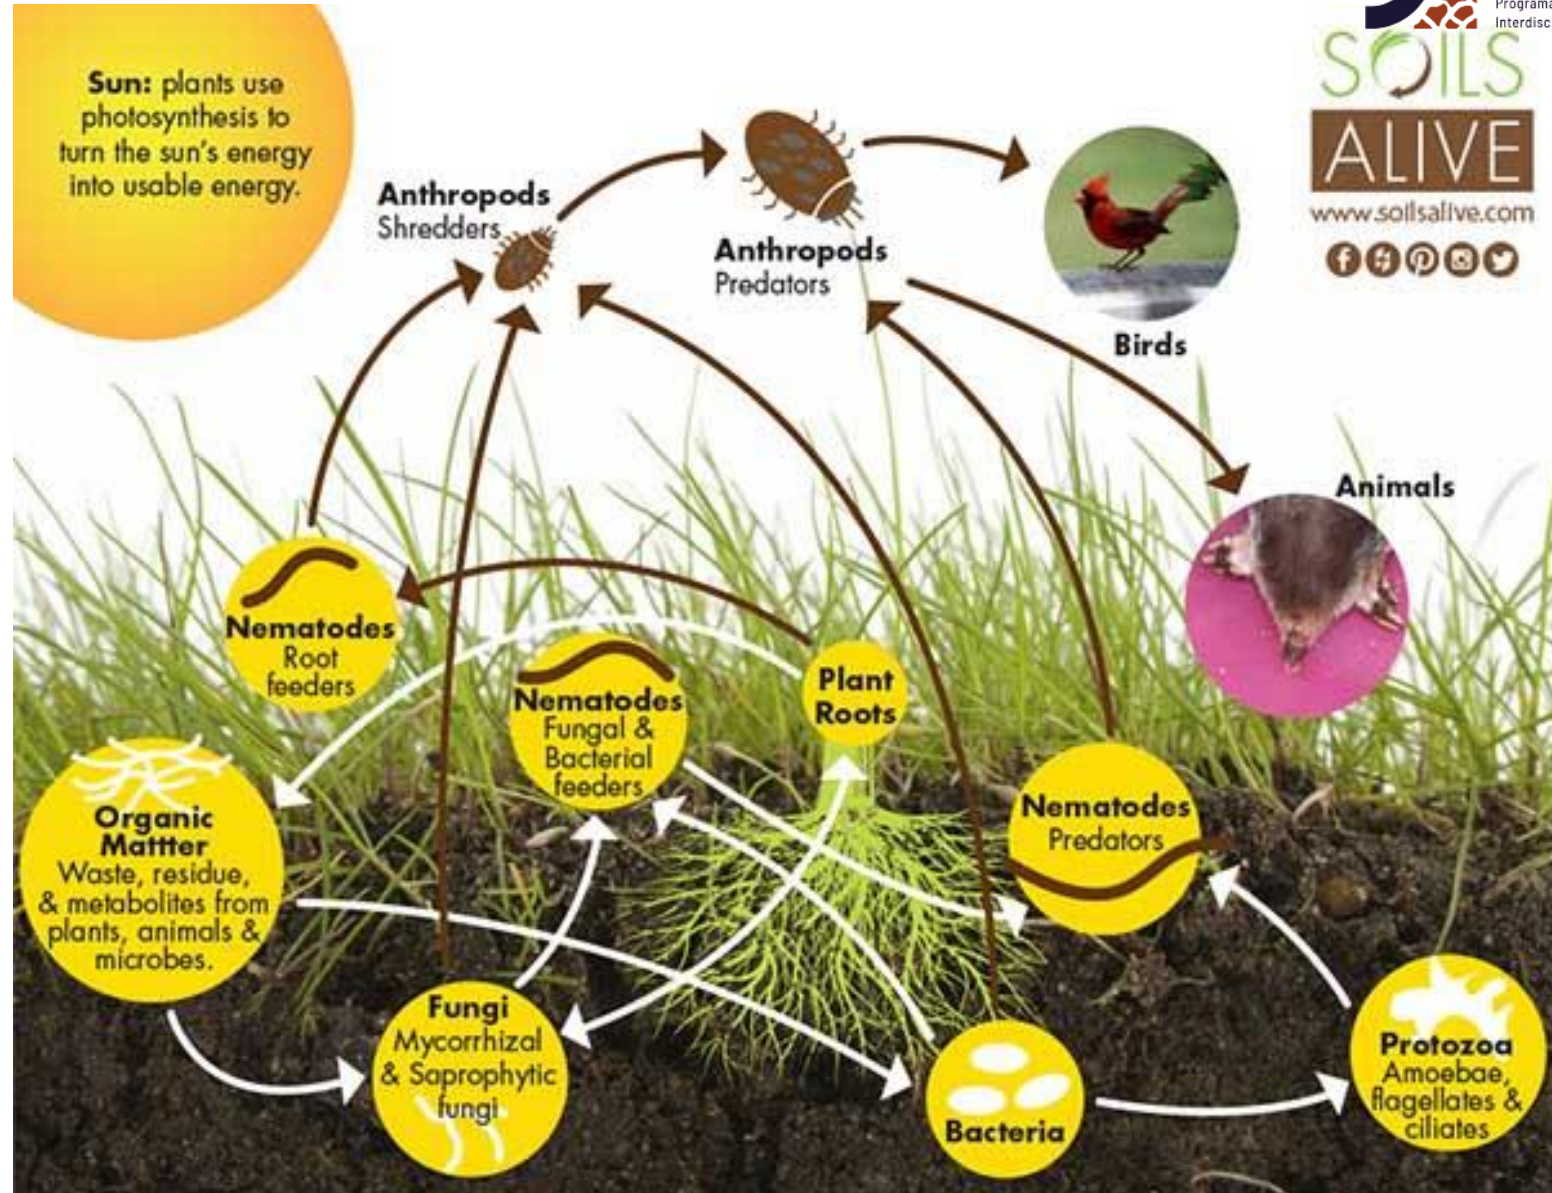 Programa
Interdisc
SOILS
ALIVE
www.soilsalive.com
Sun: plants use
photosynthesis to
turn the sun's energy
into usable energy.
Anthropods
Shredders
Anthropods
Predators
Birds
Animals
Nematodes
Root
feeders
Nematodes
Fungal &
Bacterial
feeders
Plant
Roots
Nematodes
Predators
Organic
Mattter
Waste, residue,
& metabolites from
plants, animals &
microbes.
Fungi
Mycorrhizal
& Saprophytic
fungi
Bacteria
Protozoa
Amoebae,
flagellates &
ciliates